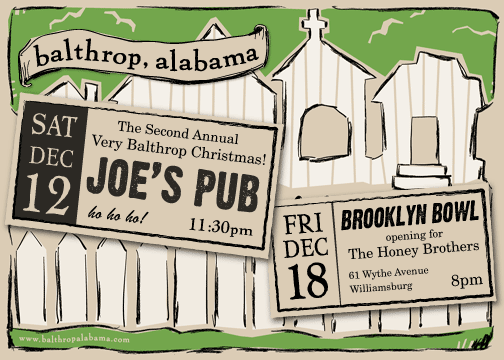 balthrop, alabama
SAT
DEC
12
The Second Annual
Very Balthrop Christmas!
JOE'S PUB
ho ho ho!
11:30pm
FRI
DEC
18
BROOKLYN BOWL
opening for
The Honey Brothers
61 Wythe Avenue
Williamsburg
8pm
www.balthropalabama.com